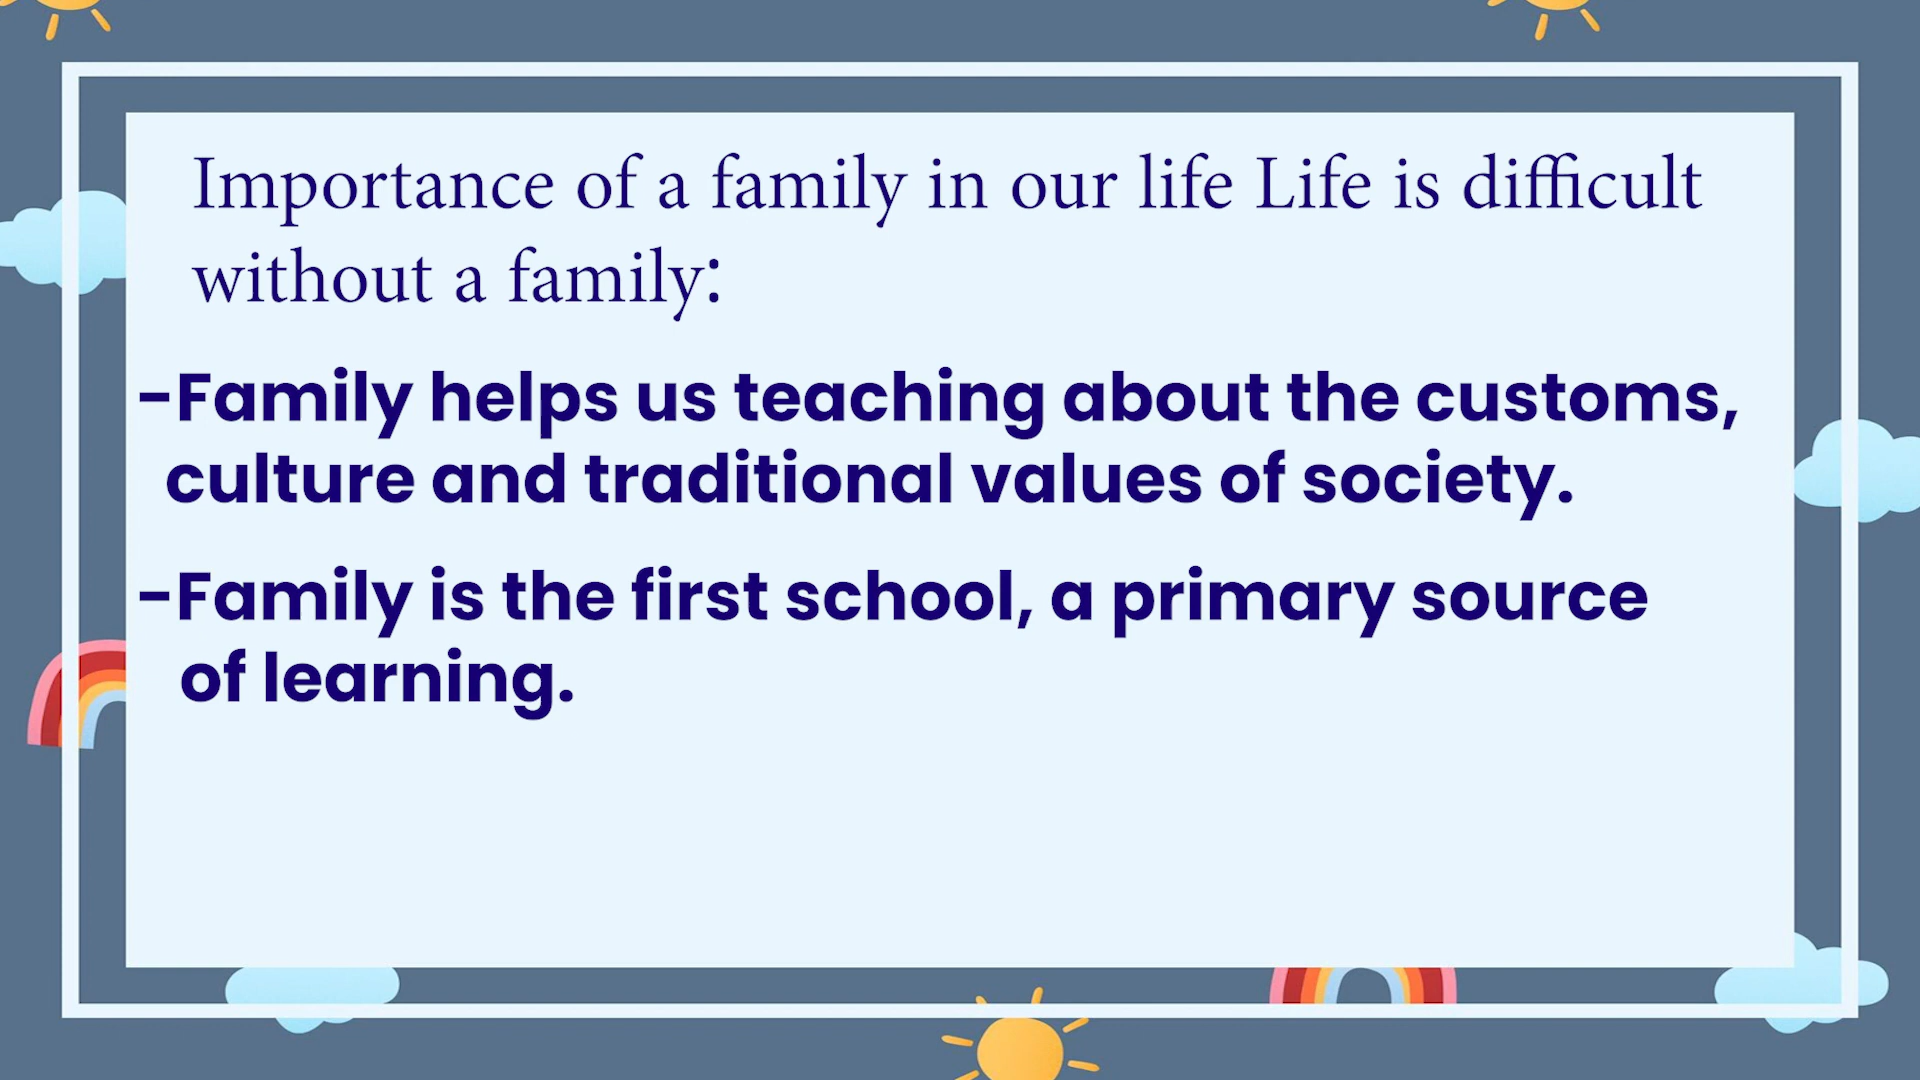 Importance of a family in our life Life is difficult
without a family:
-Family helps us teaching about the customs,
culture and traditional values of society.
-Family is the first school, a primary source
of learning.